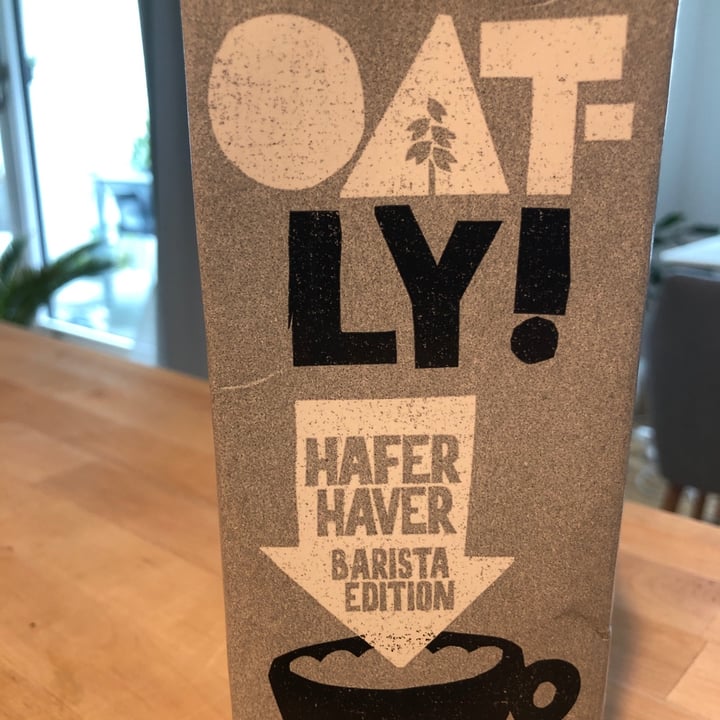 OAT-
LY!
HAFER
HAVER
BARISTA
EDITION